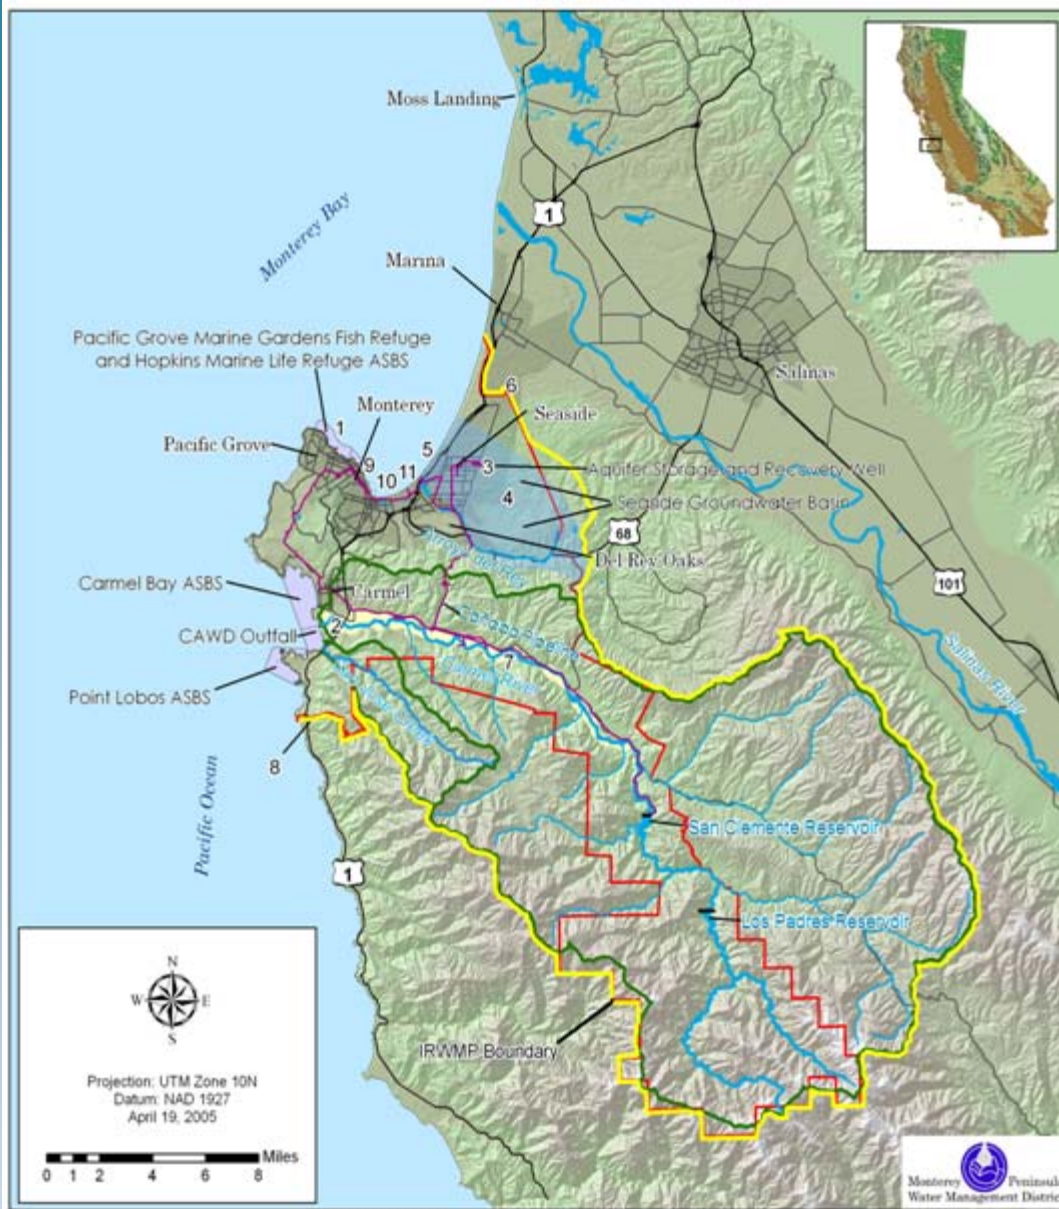 Moss Landing
1
Monterey Bay
Marina
Pacific Grove Marine Gardens Fish Refuge
and Hopkins Marine Life Refuge ASBS
Salinas
6
1
Monterey
Seaside
Pacific Grove
9
5
10
11
3
Aquifer Storage and Recovery Well
4
Seaside Groundwater Basin
68
Del Rey Oaks
101
Carmel Bay ASBS
Carmel
2
CAWD Outfall
7
Carmel River
Salinas River
Point Lobos ASBS
8
Pacific Ocean
San Clemente Reservoir
1
Los Padres Reservoir
N
W
E
S
IRWMP Boundary
Projection: UTM Zone 10N
Datum: NAD 1927
April 19, 2005
Miles
0 1 2 4 6 8
Monterey Peninsula
Water Management District